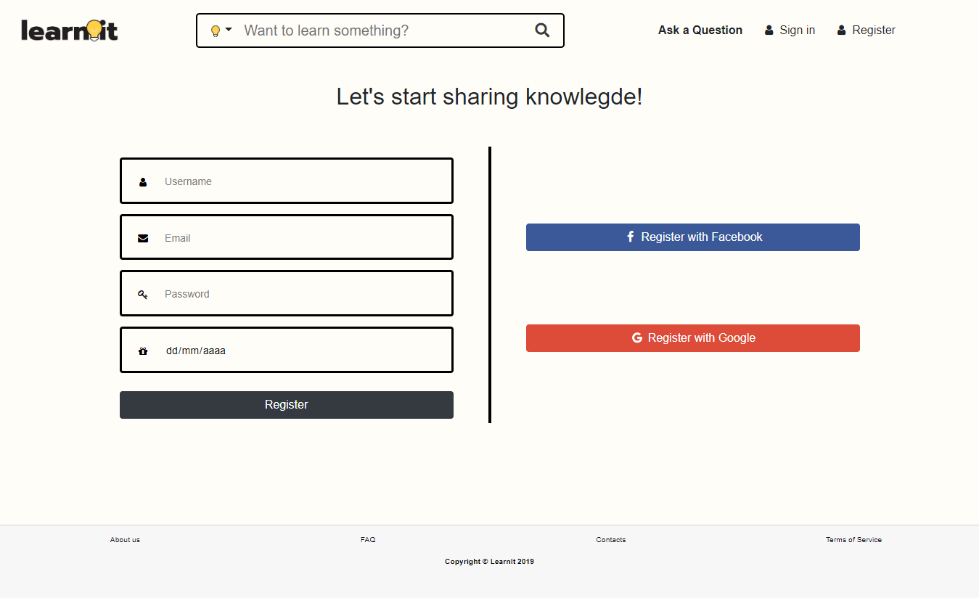 learnit
Want to learn something?
Ask a Question
Sign in
Register
Let's start sharing knowlegde!
Username
Email
Password
dd/mm/aaaa
Register
Register with Facebook
Register with Google
About us
FAQ
Contacts
Terms of Service
Copyright © LearnIt 2019